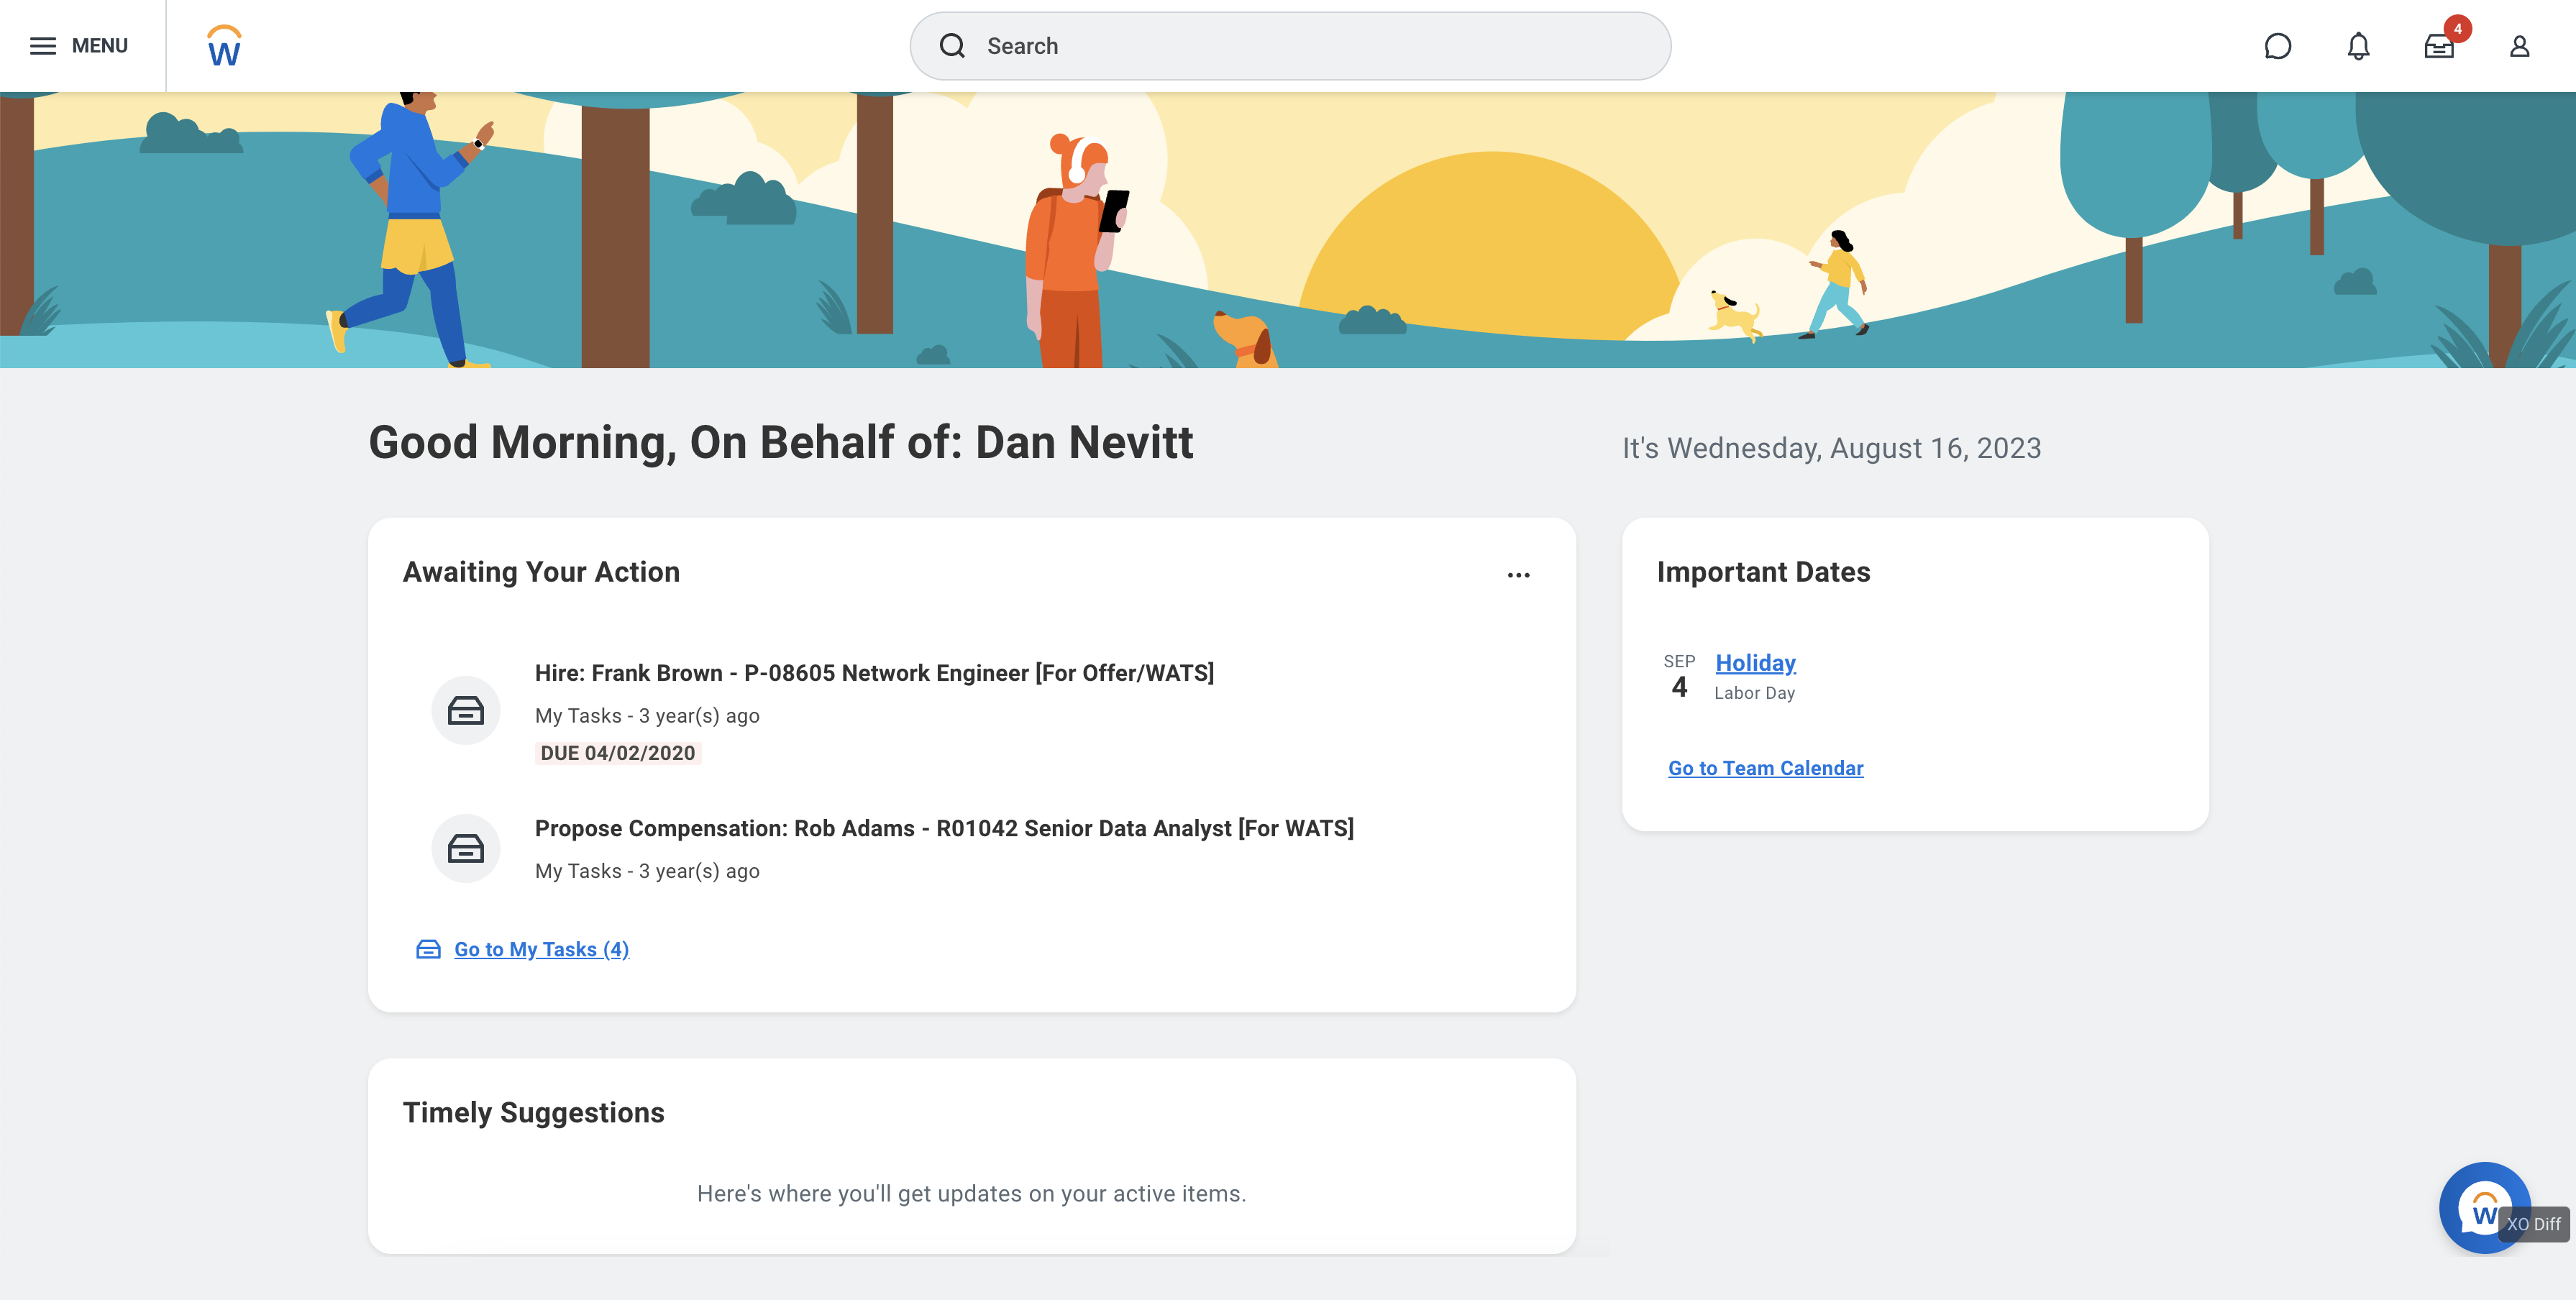 MENU
W
Search
4
Good Morning, On Behalf of: Dan Nevitt
It's Wednesday, August 16, 2023
Awaiting Your Action
Hire: Frank Brown - P-08605 Network Engineer [For Offer/WATS]
My Tasks - 3 year(s) ago
DUE 04/02/2020
Propose Compensation: Rob Adams - R01042 Senior Data Analyst [For WATS]
My Tasks - 3 year(s) ago
Go to My Tasks (4)
Important Dates
SEP
4
Holiday
Labor Day
Go to Team Calendar
Timely Suggestions
Here's where you'll get updates on your active items.
W
XO Diff